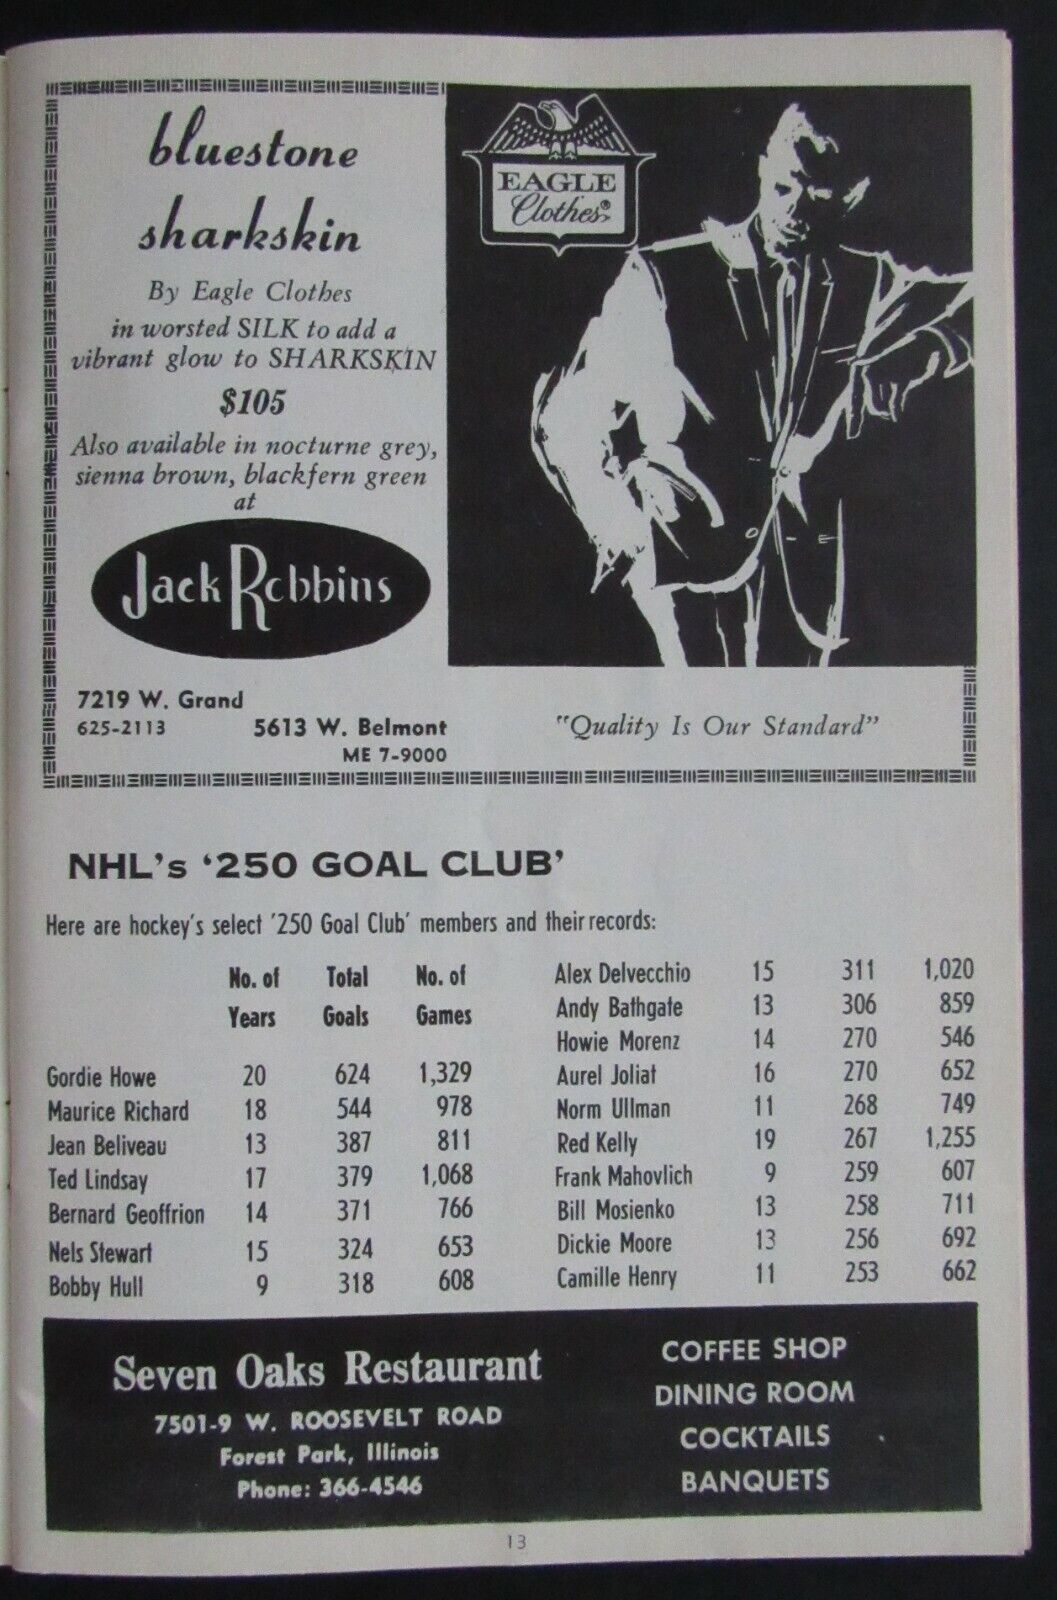 bluestone
sharkskin
By Eagle Clothes
in worsted SILK to add a
vibrant glow to SHARKSKIN
$105
Also available in nocturne grey,
sienna brown, blackfern green
at
Jack Robbins
7219 W. Grand
625-2113
5613 W. Belmont
ME 7-9000
EAGLE
Clothes®
"Quality Is Our Standard"
NHL's '250 GOAL CLUB'
Here are hockey's select '250 Goal Club' members and their records:
No. of Total No. of
Years Goals Games
Gordie Howe 20 624 1,329
Maurice Richard 18 544 978
Jean Beliveau 13 387 811
Ted Lindsay 17 379 1,068
Bernard Geoffrion 14 371 766
Nels Stewart 15 324 653
Bobby Hull 9 318 608
Alex Delvecchio 15 311 1,020
Andy Bathgate 13 306 859
Howie Morenz 14 270 546
Aurel Joliat 16 270 652
Norm Ullman 11 268 749
Red Kelly 19 267 1,255
Frank Mahovlich 9 259 607
Bill Mosienko 13 258 711
Dickie Moore 13 256 692
Camille Henry 11 253 662
Seven Oaks Restaurant
7501-9 W. ROOSEVELT ROAD
Forest Park, Illinois
Phone: 366-4546
COFFEE SHOP
DINING ROOM
COCKTAILS
BANQUETS
13